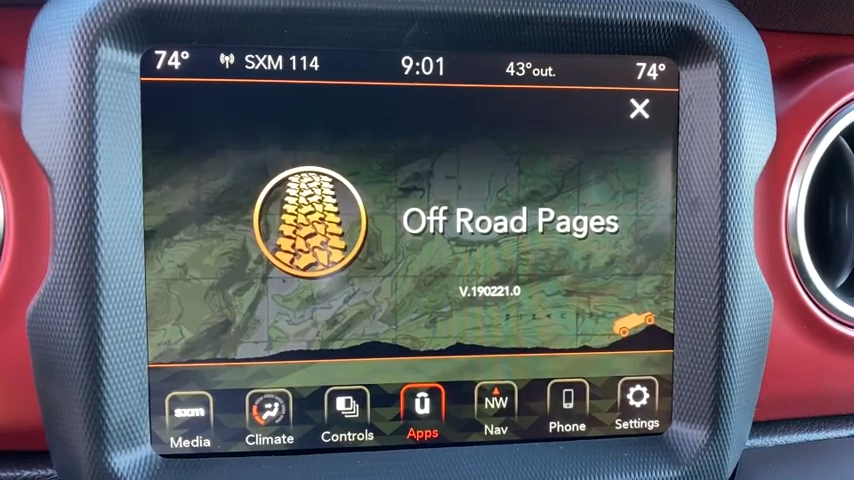 74° SXM 114 9:01 43°out. 74°
Off Road Pages
V.190221.0
sxm NW
Media Climate Controls Apps Nav Phone Settings